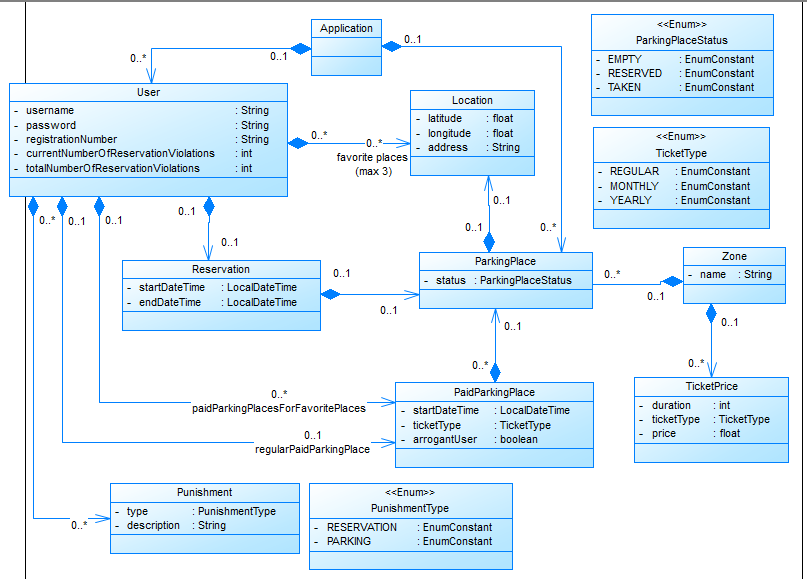 Application
0..1
0..1
0..*
<<Enum>>
ParkingPlaceStatus
- EMPTY : EnumConstant
- RESERVED : EnumConstant
- TAKEN : EnumConstant
User
- username : String
- password : String
- registrationNumber : String
- currentNumberOfReservationViolations : int
- totalNumberOfReservationViolations : int
Location
- latitude : float
- longitude : float
- address : String
0..*
0..*
favorite places
(max 3)
<<Enum>>
TicketType
- REGULAR : EnumConstant
- MONTHLY : EnumConstant
- YEARLY : EnumConstant
0..*
0..1
0..1
0..1
0..1
0..1
0..1
0..*
Reservation
- startDateTime : LocalDateTime
- endDateTime : LocalDateTime
0..1
0..1
ParkingPlace
- status : ParkingPlaceStatus
0..*
0..1
Zone
- name : String
0..1
0..*
0..1
0..*
PaidParkingPlace
- startDateTime : LocalDateTime
- ticketType : TicketType
- arrogantUser : boolean
TicketPrice
- duration : int
- ticketType : TicketType
- price : float
0..*
paidParkingPlacesForFavoritePlaces
0..1
regularPaidParkingPlace
0..*
Punishment
- type : PunishmentType
- description : String
<<Enum>>
PunishmentType
- RESERVATION : EnumConstant
- PARKING : EnumConstant